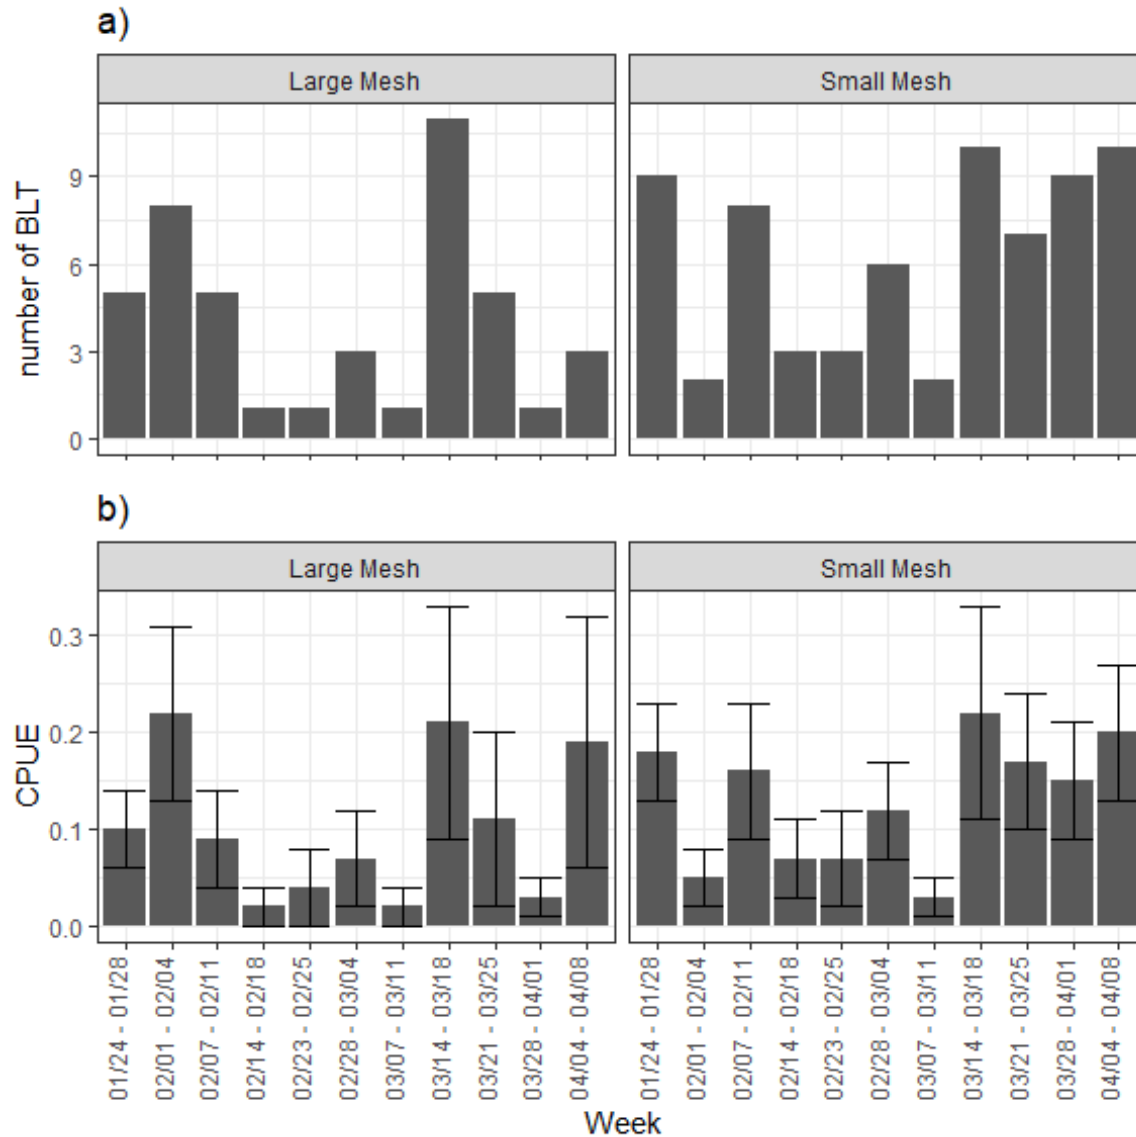 a)
Large Mesh
Small Mesh
number of BLT
9
6
3
0
b)
Large Mesh
Small Mesh
CPUE
0.3
0.2
0.1
0.0
01/24 - 01/28
02/01 - 02/04
02/07 - 02/11
02/14 - 02/18
02/23 - 02/25
02/28 - 03/04
03/07 - 03/11
03/14 - 03/18
03/21 - 03/25
03/28 - 04/01
04/04 - 04/08
01/24 - 01/28
02/01 - 02/04
02/07 - 02/11
02/14 - 02/18
02/23 - 02/25
02/28 - 03/04
03/07 - 03/11
03/14 - 03/18
03/21 - 03/25
03/28 - 04/01
04/04 - 04/08
Week